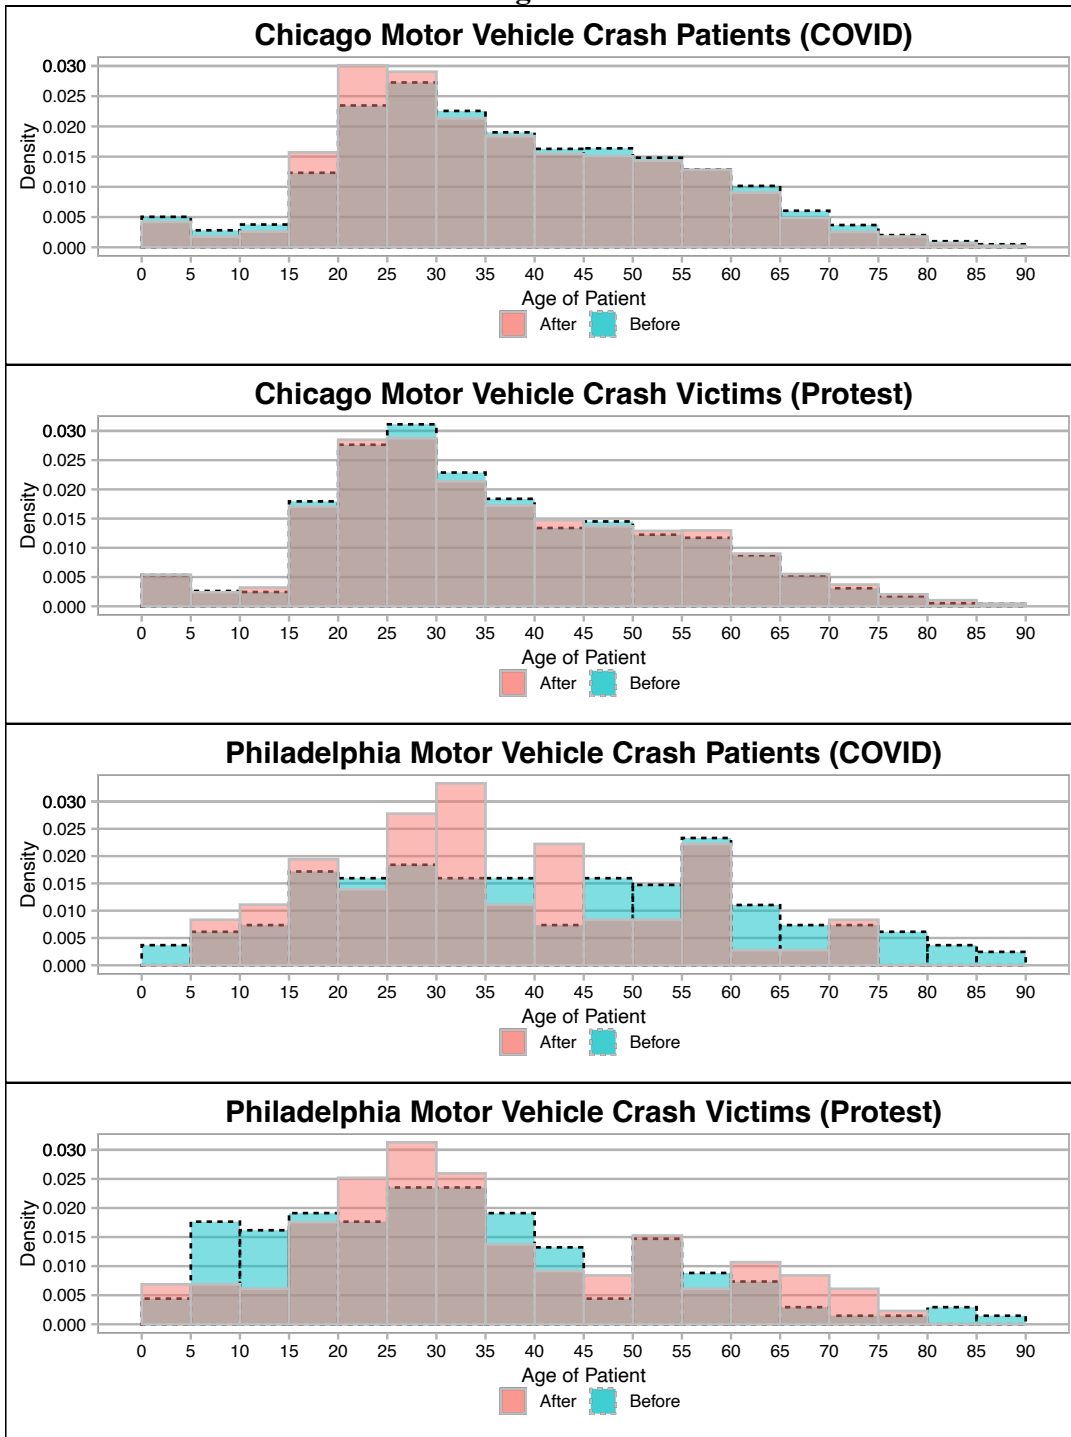 Chicago Motor Vehicle Crash Patients (COVID)
Density
0.030
0.025
0.020
0.015
0.010
0.005
0.000
0 5 10 15 20 25 30 35 40 45 50 55 60 65 70 75 80 85 90
Age of Patient
After Before
Chicago Motor Vehicle Crash Victims (Protest)
Density
0.030
0.025
0.020
0.015
0.010
0.005
0.000
0 5 10 15 20 25 30 35 40 45 50 55 60 65 70 75 80 85 90
Age of Patient
After Before
Philadelphia Motor Vehicle Crash Patients (COVID)
Density
0.030
0.025
0.020
0.015
0.010
0.005
0.000
0 5 10 15 20 25 30 35 40 45 50 55 60 65 70 75 80 85 90
Age of Patient
After Before
Philadelphia Motor Vehicle Crash Victims (Protest)
Density
0.030
0.025
0.020
0.015
0.010
0.005
0.000
0 5 10 15 20 25 30 35 40 45 50 55 60 65 70 75 80 85 90
Age of Patient
After Before